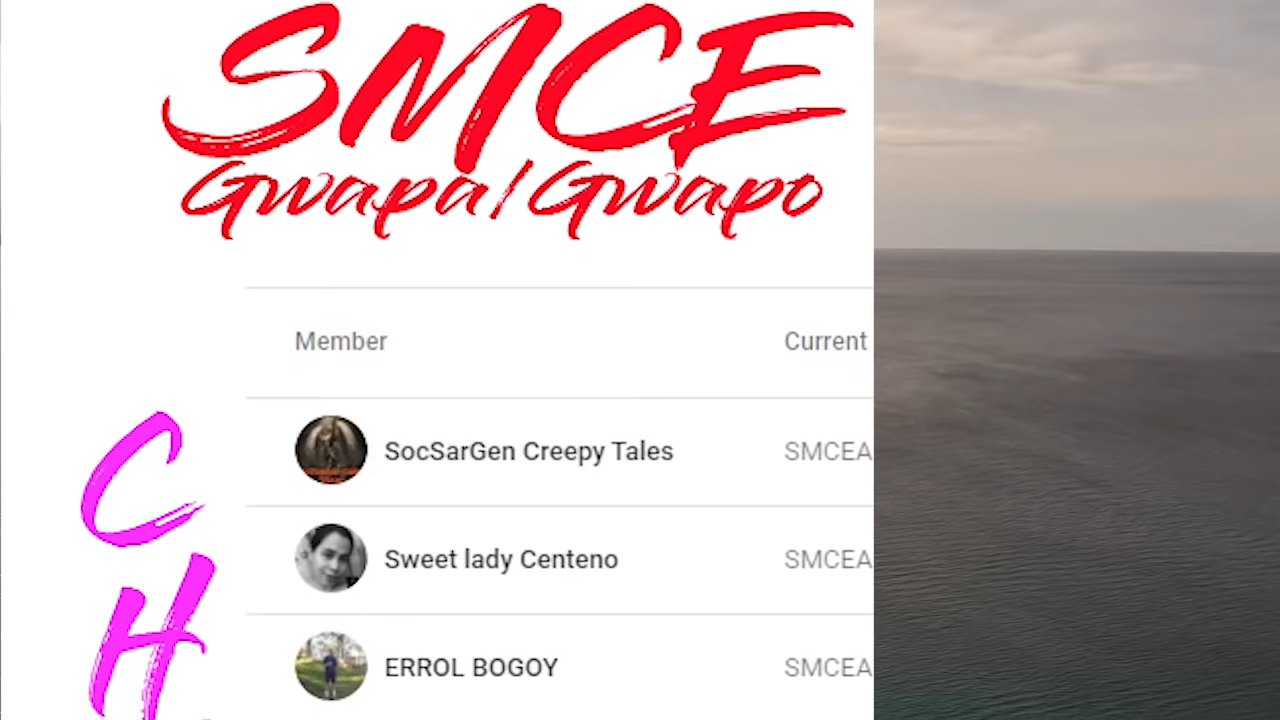 SMCE
Gwapa/Gwapo
Member Current
SocSarGen Creepy Tales SMCEA
Sweet lady Centeno SMCEA
ERROL BOGOY SMCEA
C
H